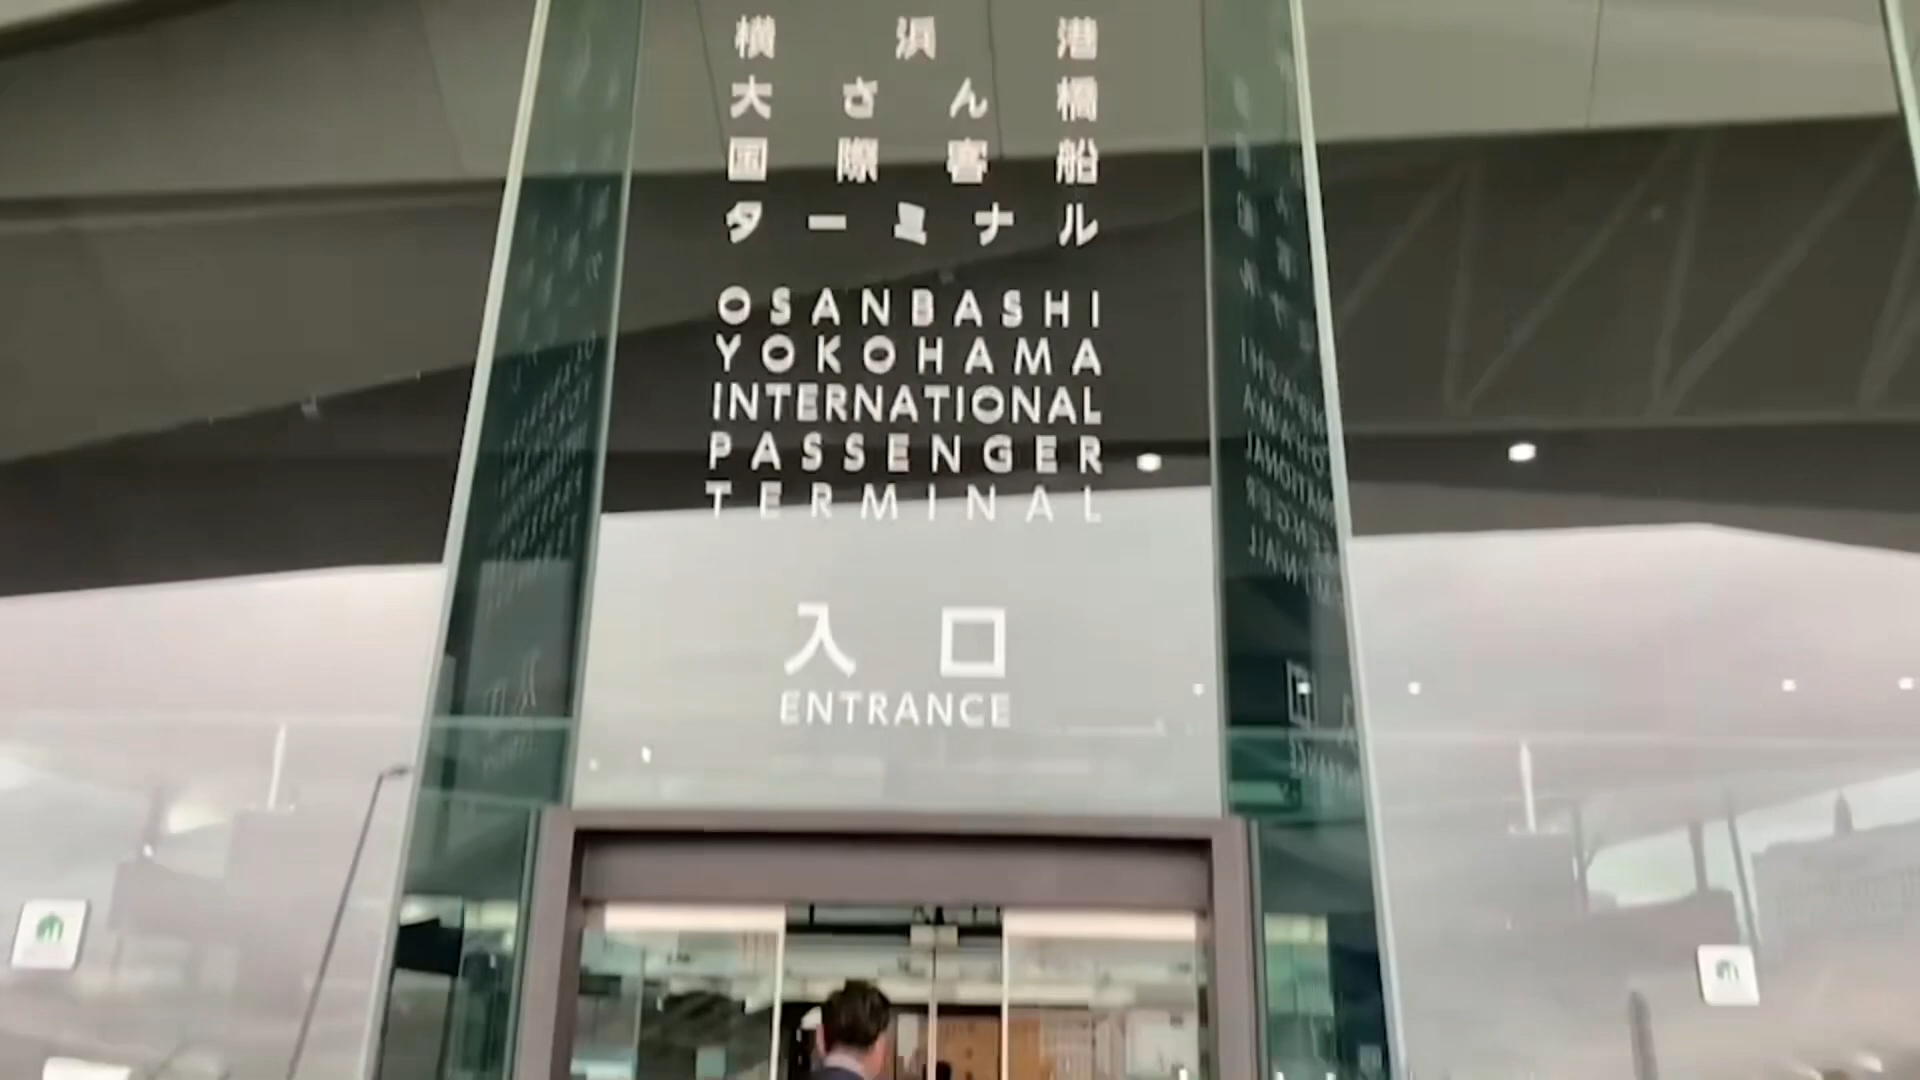 横浜港
大さん橋
国際客船
ターミナル
OSANBASHI
YOKOHAMA
INTERNATIONAL
PASSENGER
TERMINAL
入口
ENTRANCE